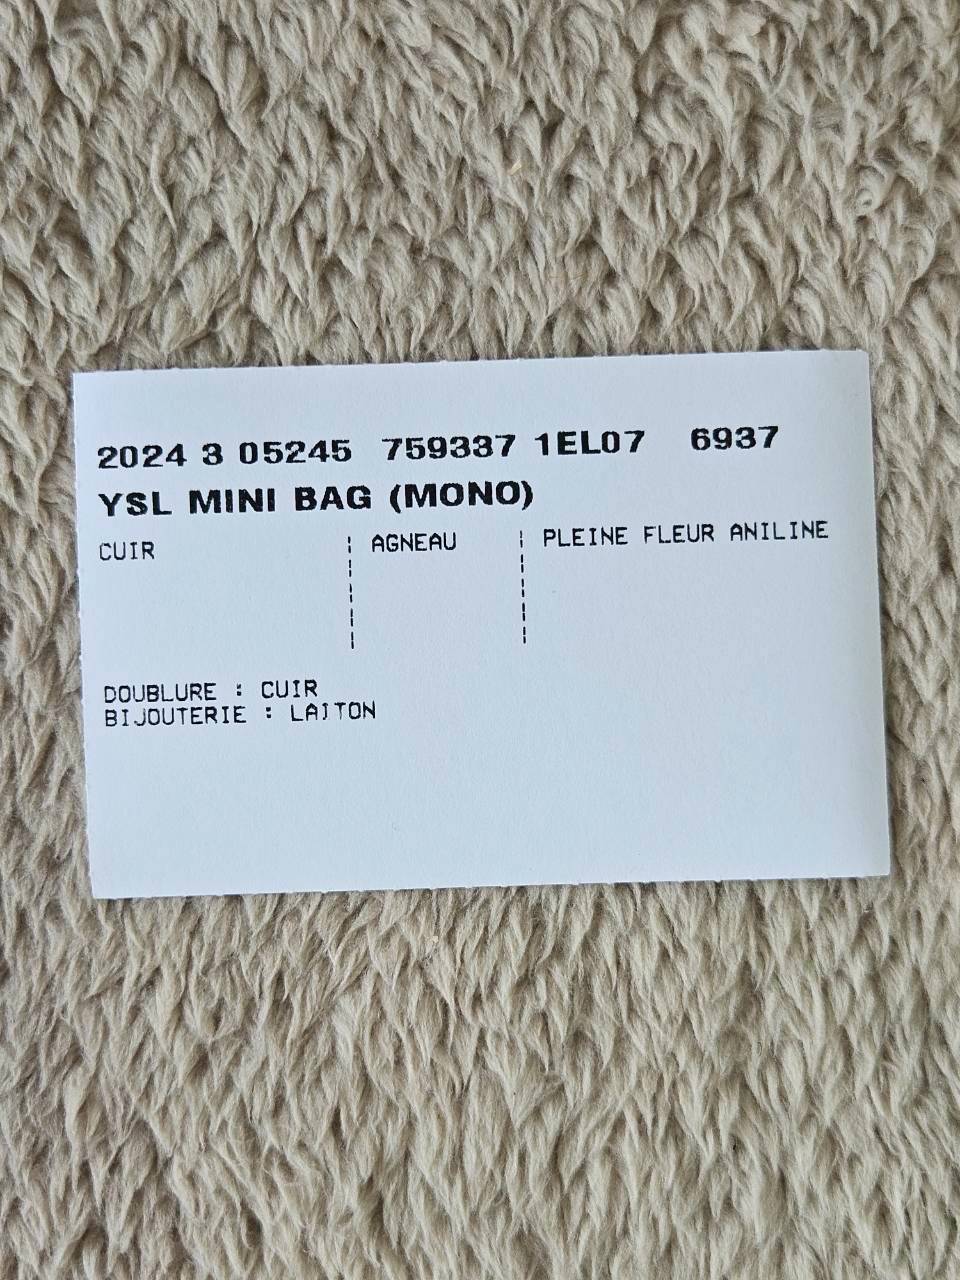 2024 3 05245 759337 1EL07 6937
YSL MINI BAG (MONO)
CUIR ¦ AGNEAU ¦ PLEINE FLEUR ANILINE
DOUBLURE : CUIR
BIJOUTERIE : LAITON